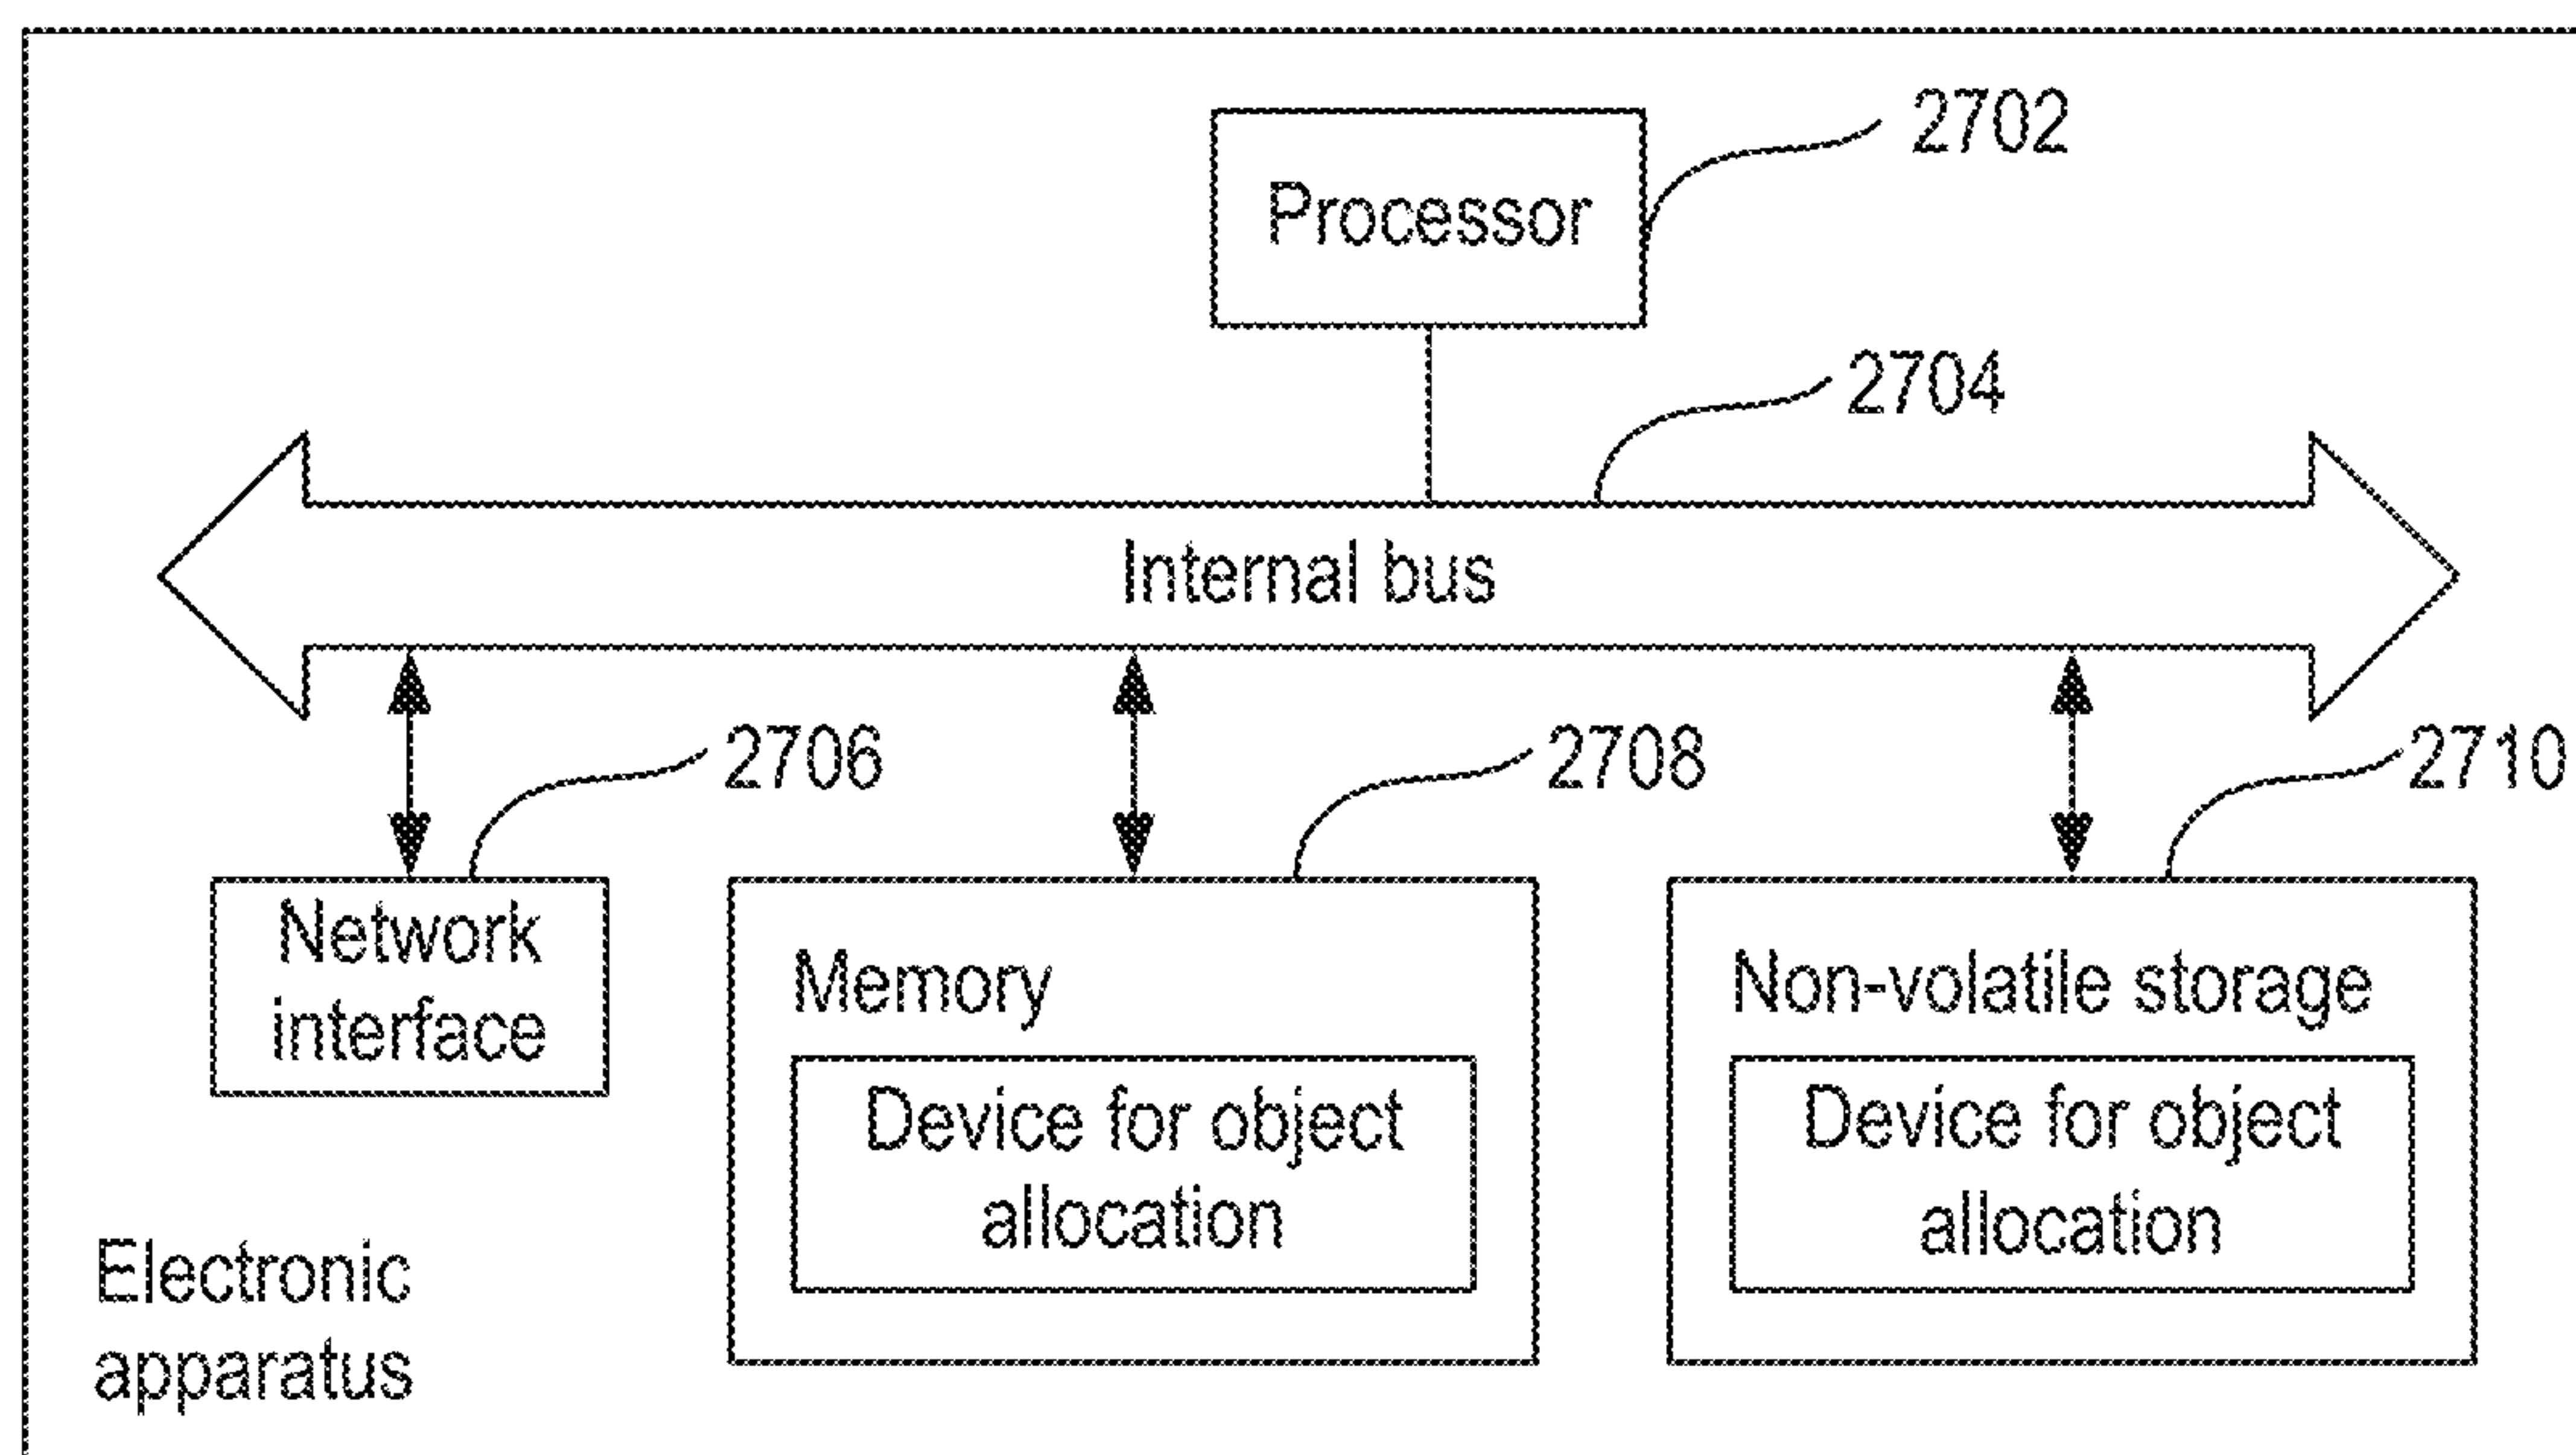 2702
Processor
2704
Internal bus
2706
2708
2710
Network
interface
Memory
Device for object
allocation
Non-volatile storage
Device for object
allocation
Electronic
apparatus